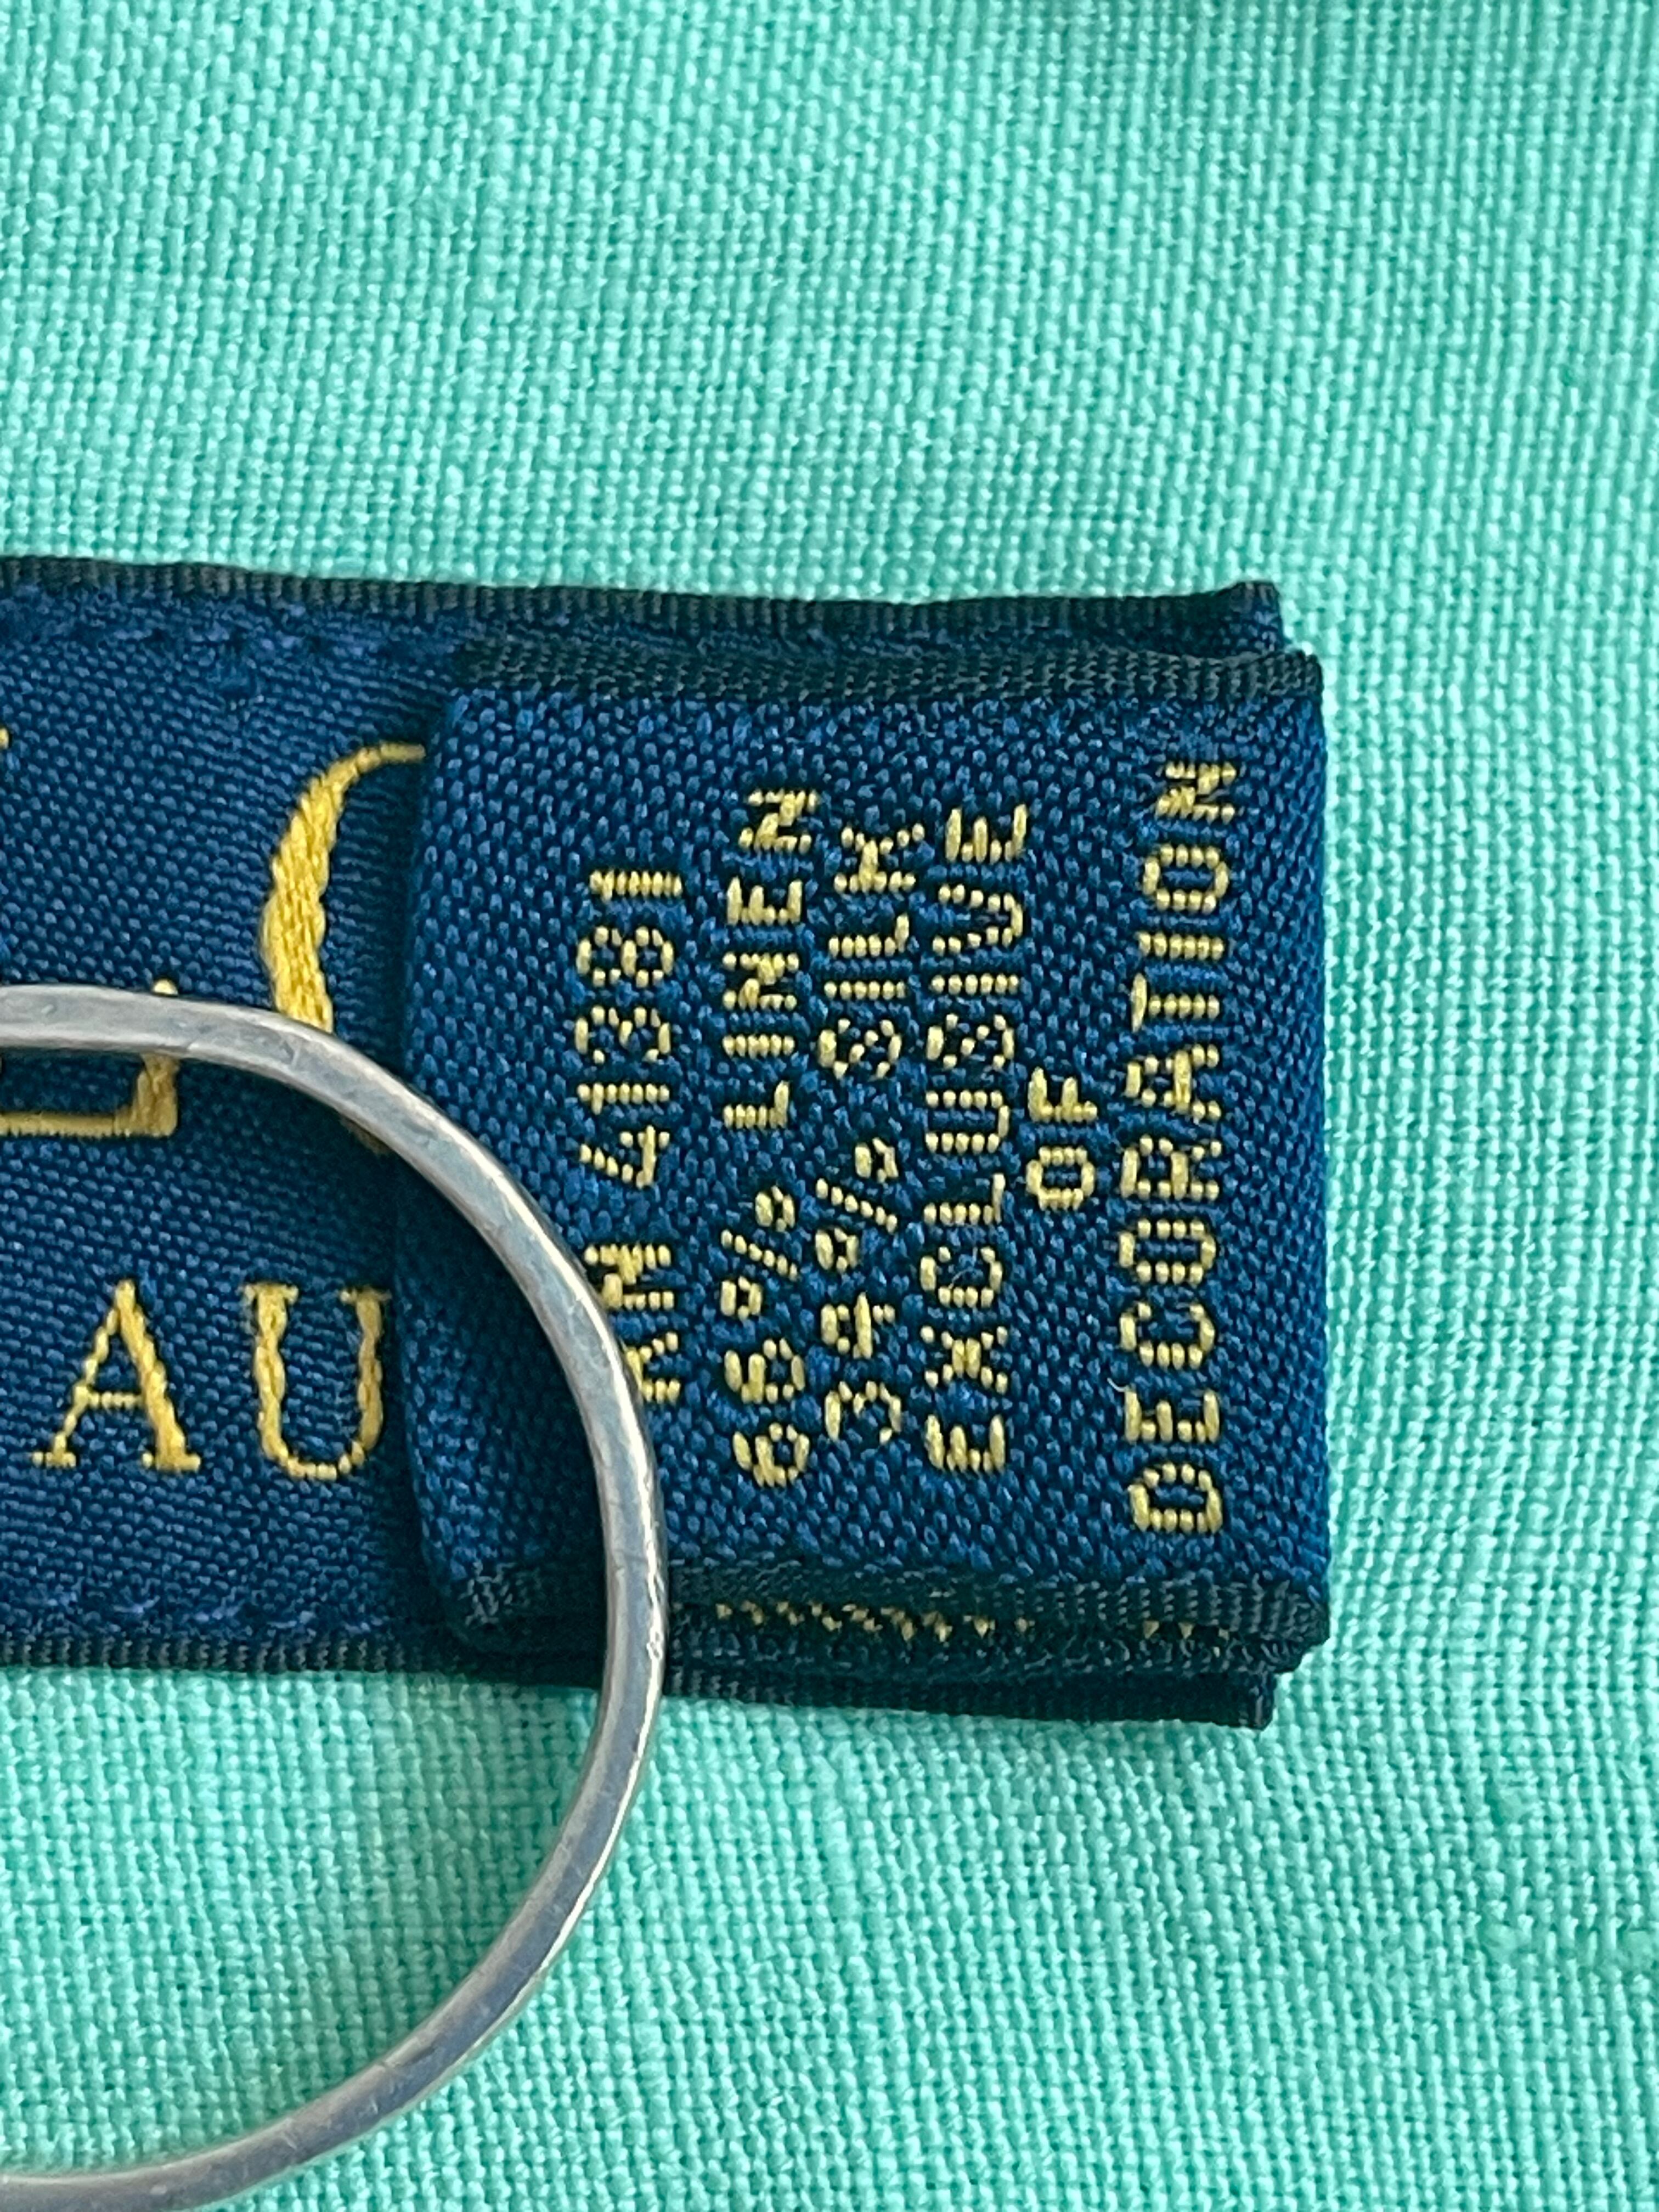 AU
RN 41381
66% LINEN
34% SILK
EXCLUSIVE
OF
DECORATION